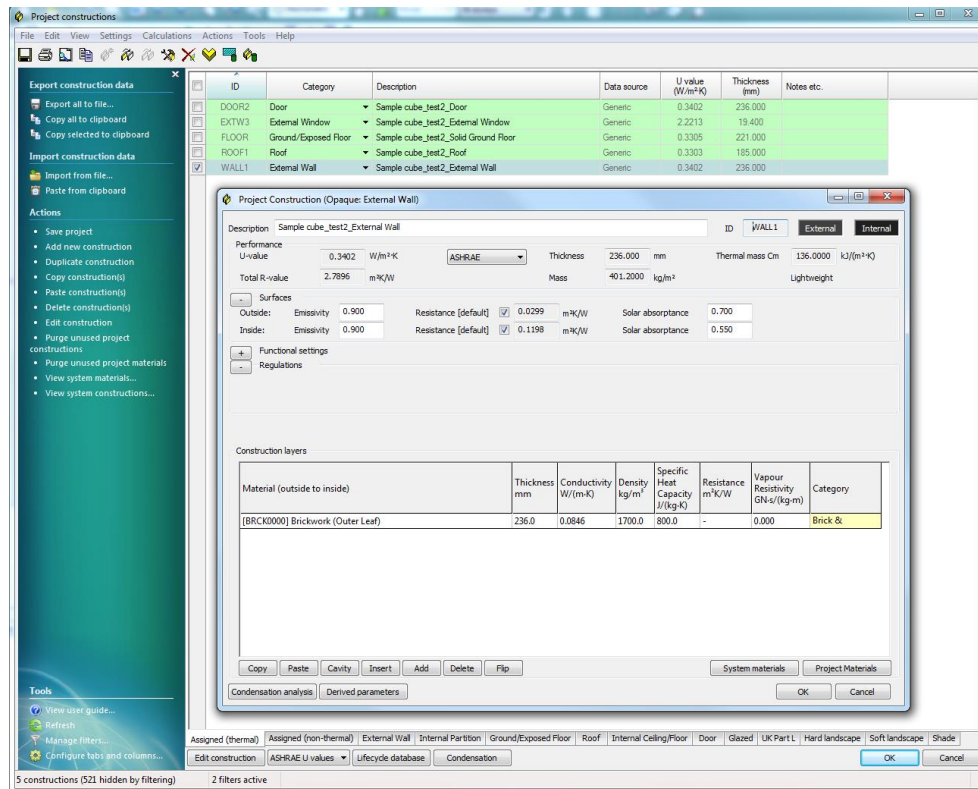 Project constructions
File Edit View Settings Calculations Actions Tools Help
Export construction data
Export all to file...
Copy all to clipboard
Copy selected to clipboard
Import construction data
Import from file...
Paste from clipboard
Actions
Save project
Add new construction
Duplicate construction
Copy construction(s)
Paste construction(s)
Delete construction(s)
Edit construction
Purge unused project
constructions
Purge unused project materials
View system materials...
View system constructions...
Tools
View user guide...
Refresh
Manage filters...
Configure tabs and columns...
ID Category Description Data source U value (W/m²·K) Thickness (mm) Notes etc.
DOOR2 Door Sample cube_test2_Door Generic 0.3402 236.000
EXTW3 External Window Sample cube_test2_External Window Generic 2.2213 19.400
FLOOR Ground/Exposed Floor Sample cube_test2_Solid Ground Floor Generic 0.3305 221.000
ROOF1 Roof Sample cube_test2_Roof Generic 0.3303 185.000
WALL1 External Wall Sample cube_test2_External Wall Generic 0.3402 236.000
Project Construction (Opaque: External Wall)
Description Sample cube_test2_External Wall ID WALL1 External Internal
Performance
U-value 0.3402 W/m²·K ASHRAE Thickness 236.000 mm Thermal mass Cm 136.0000 kJ/(m²·K)
Total R-value 2.7896 m²K/W Mass 401.2000 kg/m² Lightweight
- Surfaces
Outside: Emissivity 0.900 Resistance [default] 0.0299 m²K/W Solar absorptance 0.700
Inside: Emissivity 0.900 Resistance [default] 0.1198 m²K/W Solar absorptance 0.550
+ Functional settings
- Regulations
Construction layers
Material (outside to inside) Thickness mm Conductivity W/(m·K) Density kg/m³ Specific Heat Capacity J/(kg·K) Resistance m²K/W Vapour Resistivity GN·s/(kg·m) Category
[BRCK0000] Brickwork (Outer Leaf) 236.0 0.0846 1700.0 800.0 - 0.000 Brick &
Copy Paste Cavity Insert Add Delete Flip System materials Project Materials
Condensation analysis Derived parameters OK Cancel
Assigned (thermal) Assigned (non-thermal) External Wall Internal Partition Ground/Exposed Floor Roof Internal Ceiling/Floor Door Glazed UK Part L Hard landscape Soft landscape Shade
Edit construction ASHRAE U values Lifecycle database Condensation OK Cancel
5 constructions (521 hidden by filtering) 2 filters active